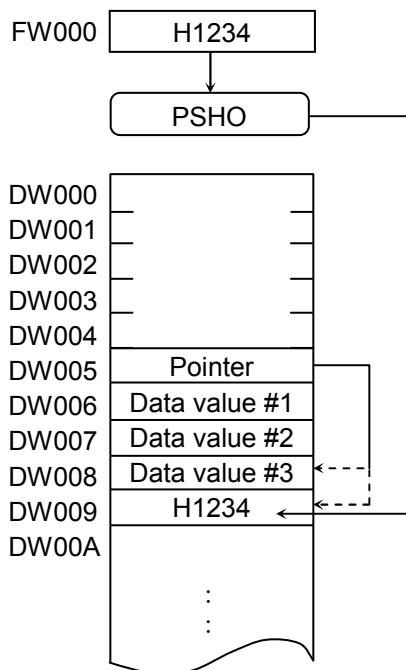 FW000 H1234
PSHO
DW000
DW001
DW002
DW003
DW004
DW005 Pointer
DW006 Data value #1
DW007 Data value #2
DW008 Data value #3
DW009 H1234
DW00A